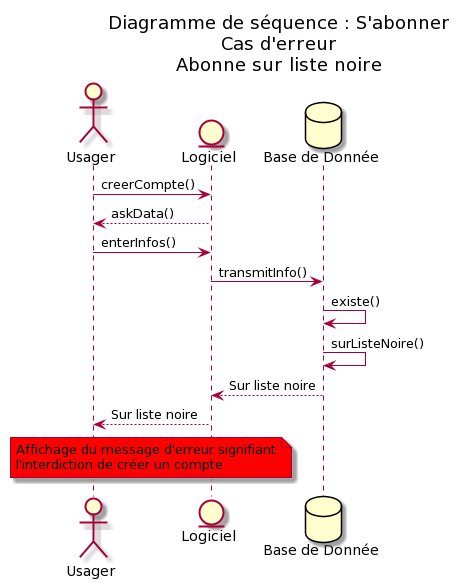 Diagramme de séquence : S'abonner
Cas d'erreur
Abonne sur liste noire
Usager
Logiciel
Base de Donnée
creerCompte()
askData()
enterInfos()
transmitInfo()
existe()
surListeNoire()
Sur liste noire
Sur liste noire
Affichage du message d'erreur signifiant
l'interdiction de créer un compte
Usager
Logiciel
Base de Donnée